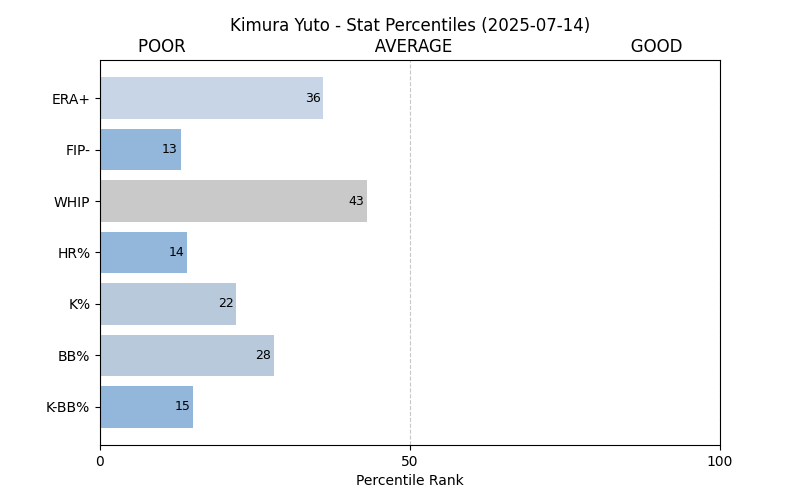 Kimura Yuto - Stat Percentiles (2025-07-14)
POOR AVERAGE GOOD
ERA+ 36
FIP- 13
WHIP 43
HR% 14
K% 22
BB% 28
K-BB% 15
0 50 100
Percentile Rank